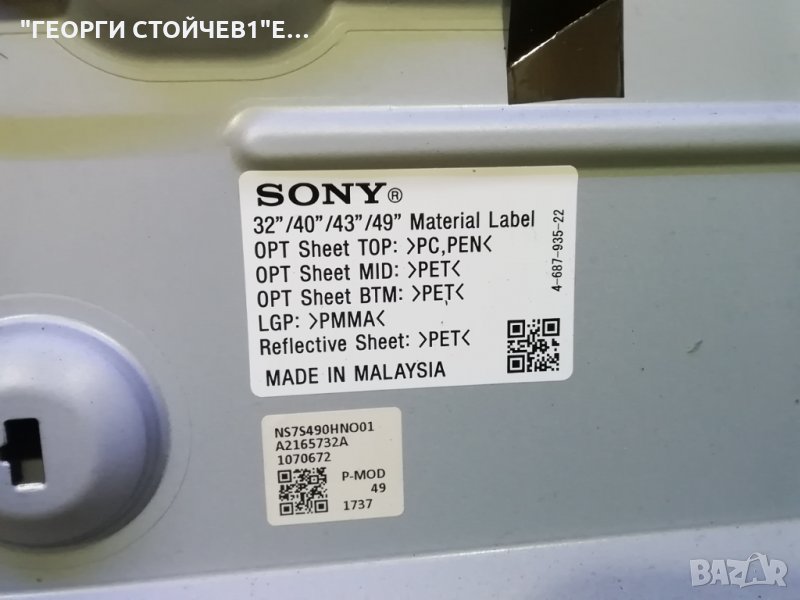 "ГЕОРГИ СТОЙЧЕВ1"Е...
SONY®
32"/40"/43"/49" Material Label
OPT Sheet TOP: >PC,PEN<
OPT Sheet MID: >PET<
OPT Sheet BTM: >PET<
LGP: >PMMA<
Reflective Sheet: >PET<
MADE IN MALAYSIA
4-687-935-22
NS7S490HNO01
A2165732A
1070672
P-MOD
49
1737
BAZAR